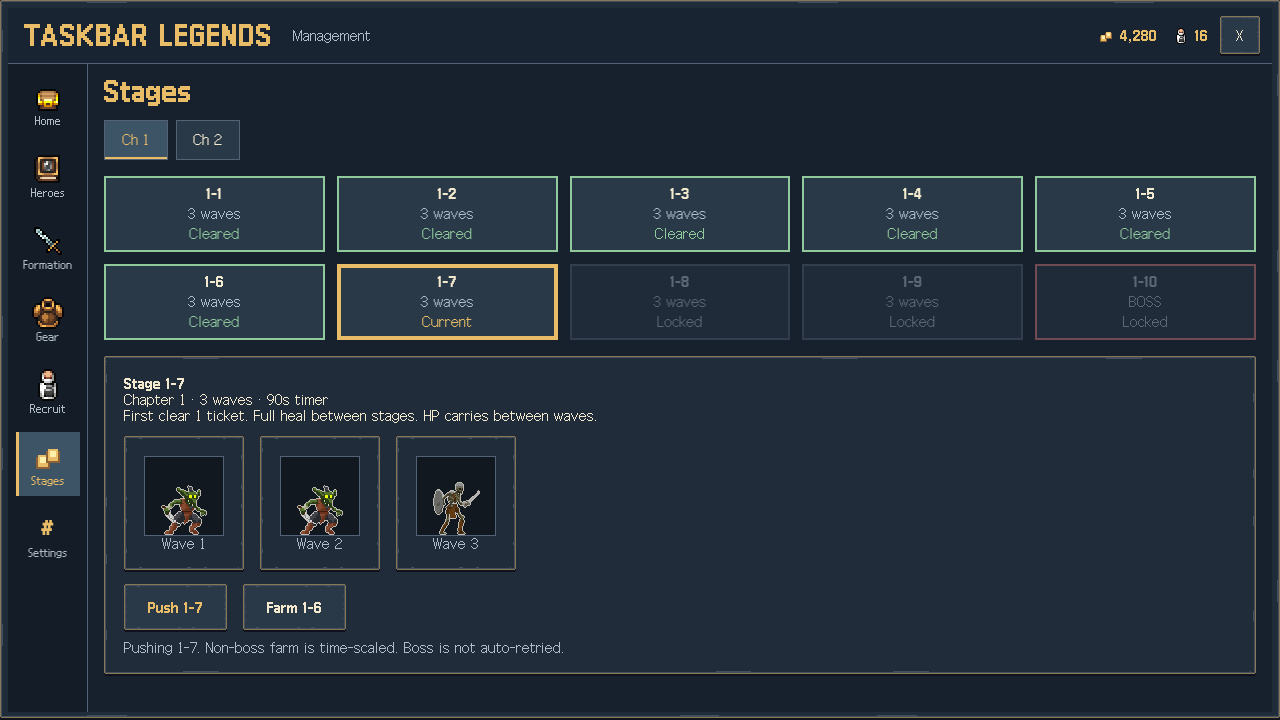 TASKBAR LEGENDS
Management
4,280
16
X
Home
Heroes
Formation
Gear
Recruit
Stages
#
Settings
Stages
Ch 1
Ch 2
1-1
3 waves
Cleared
1-2
3 waves
Cleared
1-3
3 waves
Cleared
1-4
3 waves
Cleared
1-5
3 waves
Cleared
1-6
3 waves
Cleared
1-7
3 waves
Current
1-8
3 waves
Locked
1-9
3 waves
Locked
1-10
BOSS
Locked
Stage 1-7
Chapter 1 · 3 waves · 90s timer
First clear 1 ticket. Full heal between stages. HP carries between waves.
Wave 1
Wave 2
Wave 3
Push 1-7
Farm 1-6
Pushing 1-7. Non-boss farm is time-scaled. Boss is not auto-retried.